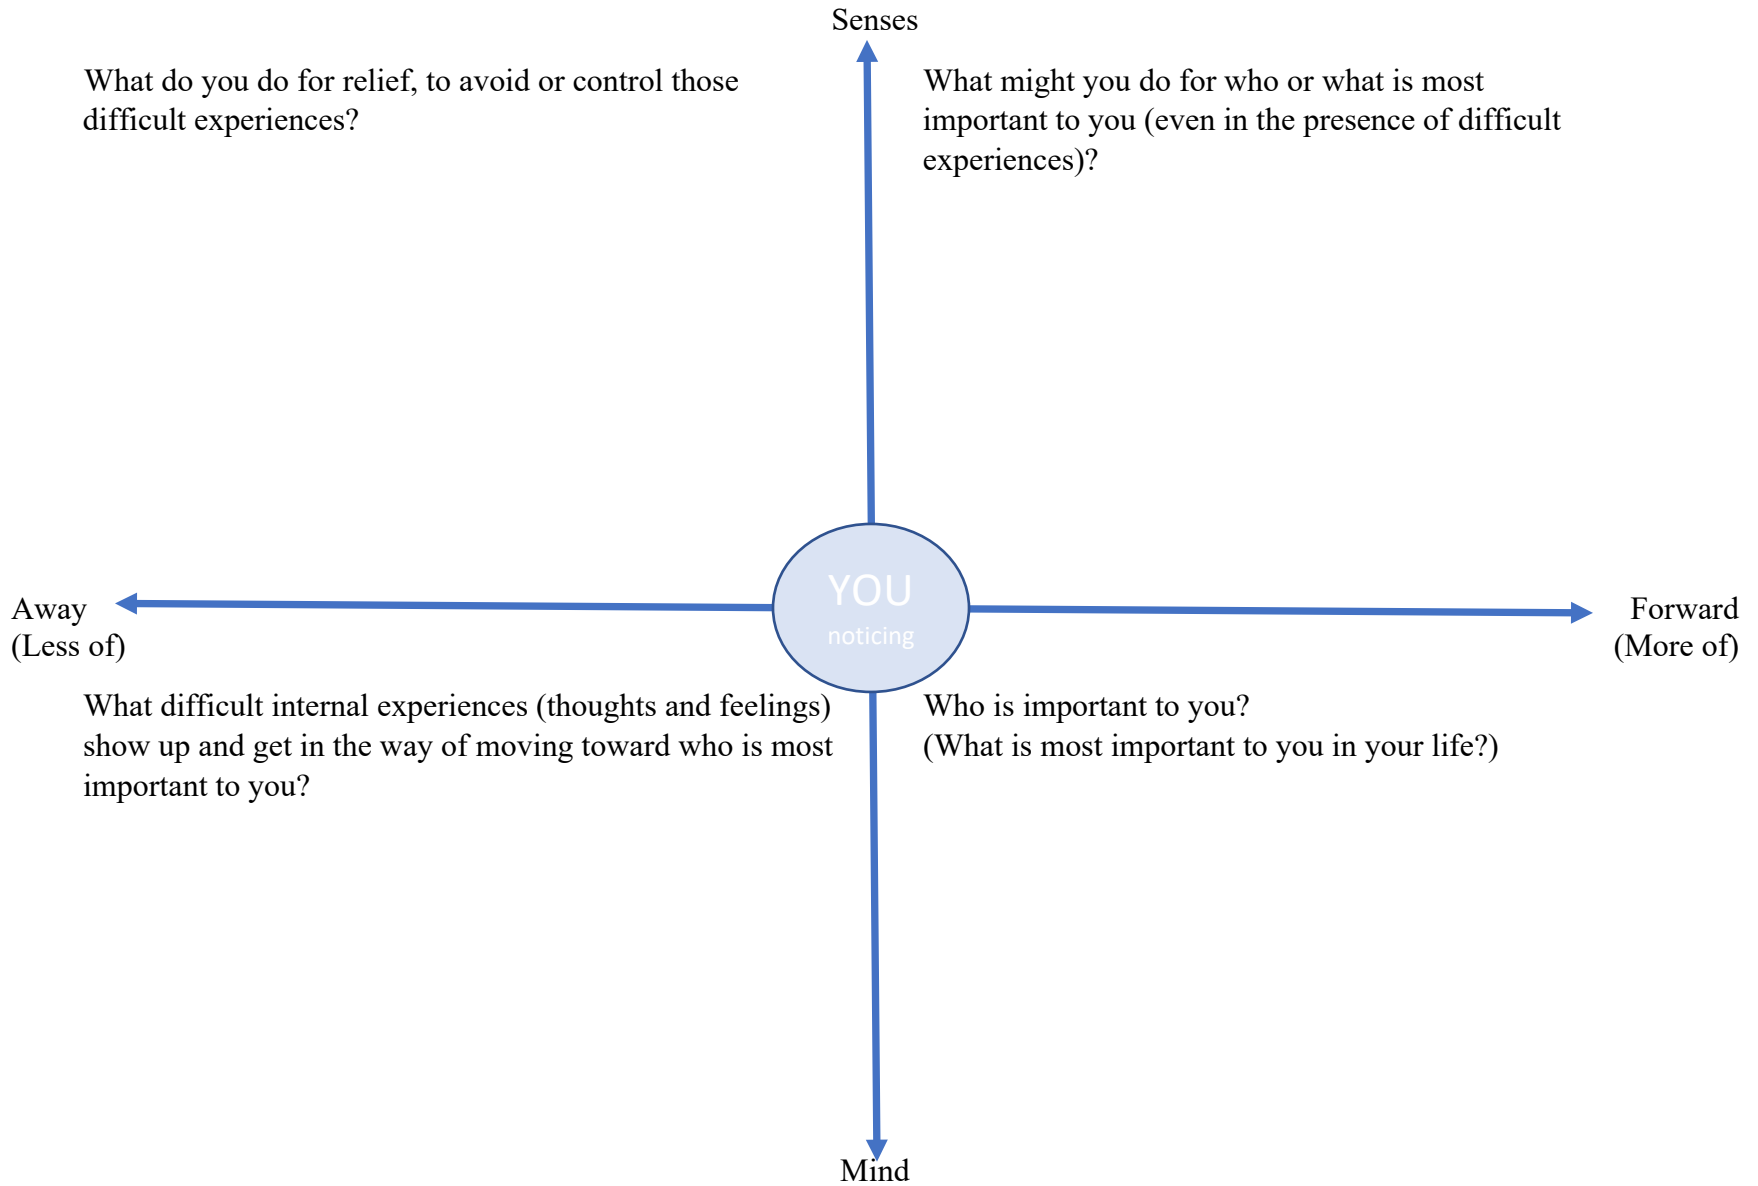 Senses
What do you do for relief, to avoid or control those
difficult experiences?
What might you do for who or what is most
important to you (even in the presence of difficult
experiences)?
YOU
noticing
Away
(Less of)
Forward
(More of)
What difficult internal experiences (thoughts and feelings)
show up and get in the way of moving toward who is most
important to you?
Who is important to you?
(What is most important to you in your life?)
Mind